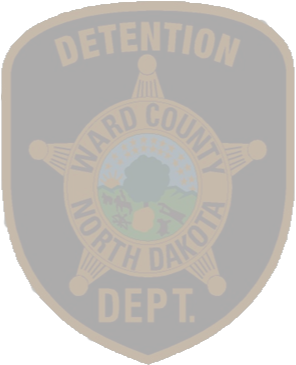 DETENTION
WARD COUNTY
NORTH DAKOTA
DEPT.